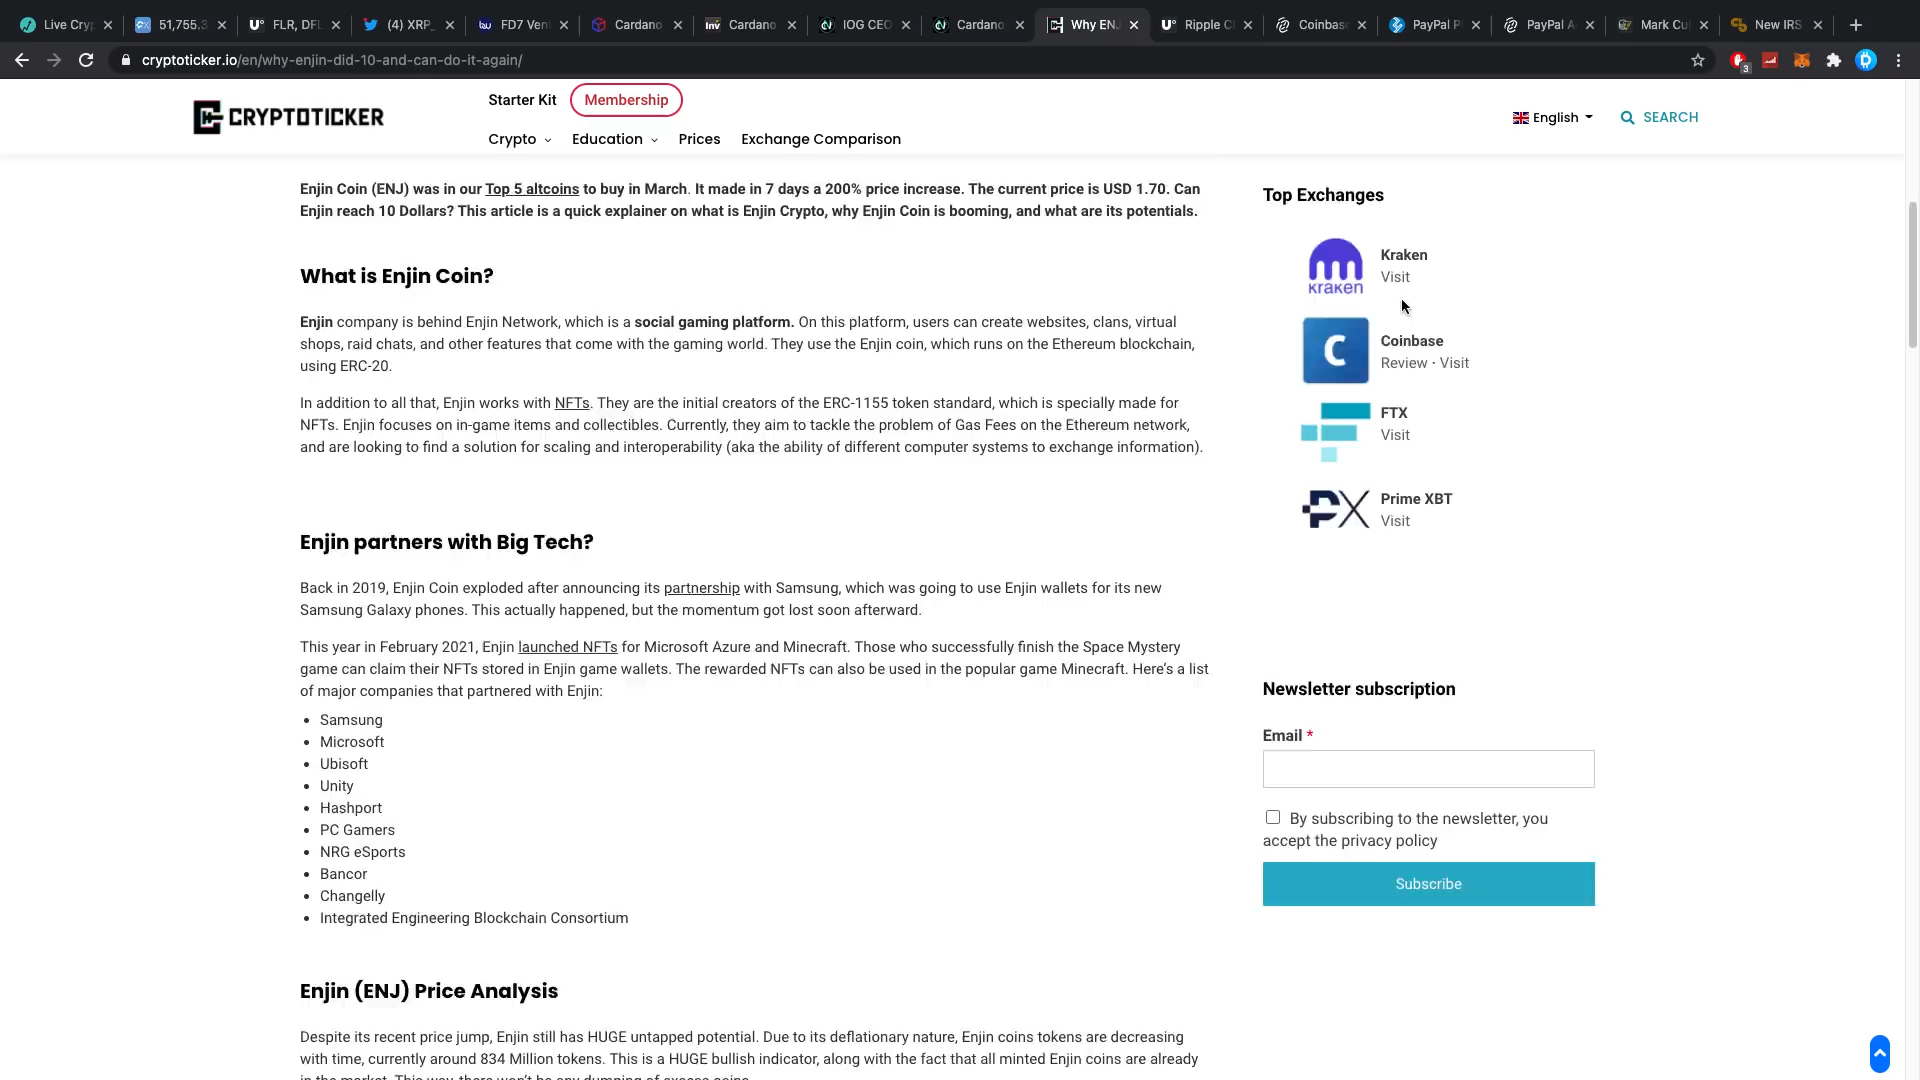 Live Cryp
51,755.3
FLR, DFL
(4) XRP_
FD7 Ven
Cardano
Cardano
IOG CEO
Cardano
Why ENJ
Ripple C
Coinbas
PayPal P
PayPal A
Mark Cu
New IRS
cryptoticker.io/en/why-enjin-did-10-and-can-do-it-again/
3
CRYPTOTICKER
Starter Kit
Membership
Crypto
Education
Prices
Exchange Comparison
English
SEARCH
Enjin Coin (ENJ) was in our Top 5 altcoins to buy in March. It made in 7 days a 200% price increase. The current price is USD 1.70. Can
Enjin reach 10 Dollars? This article is a quick explainer on what is Enjin Crypto, why Enjin Coin is booming, and what are its potentials.
What is Enjin Coin?
Enjin company is behind Enjin Network, which is a social gaming platform. On this platform, users can create websites, clans, virtual
shops, raid chats, and other features that come with the gaming world. They use the Enjin coin, which runs on the Ethereum blockchain,
using ERC-20.
In addition to all that, Enjin works with NFTs. They are the initial creators of the ERC-1155 token standard, which is specially made for
NFTs. Enjin focuses on in-game items and collectibles. Currently, they aim to tackle the problem of Gas Fees on the Ethereum network,
and are looking to find a solution for scaling and interoperability (aka the ability of different computer systems to exchange information).
Enjin partners with Big Tech?
Back in 2019, Enjin Coin exploded after announcing its partnership with Samsung, which was going to use Enjin wallets for its new
Samsung Galaxy phones. This actually happened, but the momentum got lost soon afterward.
This year in February 2021, Enjin launched NFTs for Microsoft Azure and Minecraft. Those who successfully finish the Space Mystery
game can claim their NFTs stored in Enjin game wallets. The rewarded NFTs can also be used in the popular game Minecraft. Here's a list
of major companies that partnered with Enjin:
Samsung
Microsoft
Ubisoft
Unity
Hashport
PC Gamers
NRG eSports
Bancor
Changelly
Integrated Engineering Blockchain Consortium
Enjin (ENJ) Price Analysis
Despite its recent price jump, Enjin still has HUGE untapped potential. Due to its deflationary nature, Enjin coins tokens are decreasing
with time, currently around 834 Million tokens. This is a HUGE bullish indicator, along with the fact that all minted Enjin coins are already
in the market. This way, there won't be any dumping of excess coins.
Top Exchanges
kraken
Kraken
Visit
Coinbase
Review · Visit
FTX
Visit
Prime XBT
Visit
Newsletter subscription
Email *
By subscribing to the newsletter, you
accept the privacy policy
Subscribe